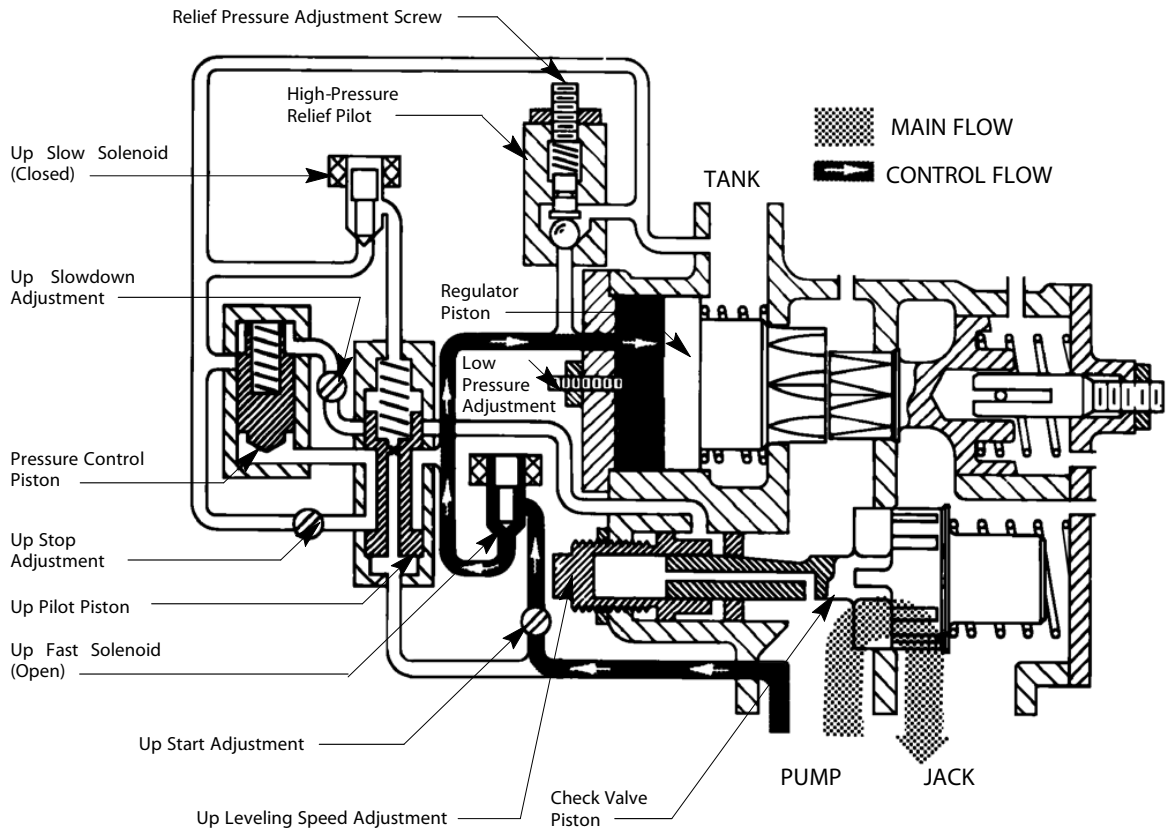 Relief Pressure Adjustment Screw
High-Pressure
Relief Pilot
Up Slow Solenoid
(Closed)
MAIN FLOW
CONTROL FLOW
TANK
Up Slowdown
Adjustment
Regulator
Piston
Low
Pressure
Adjustment
Pressure Control
Piston
Up Stop
Adjustment
Up Pilot Piston
Up Fast Solenoid
(Open)
Up Start Adjustment
PUMP
JACK
Check Valve
Piston
Up Leveling Speed Adjustment